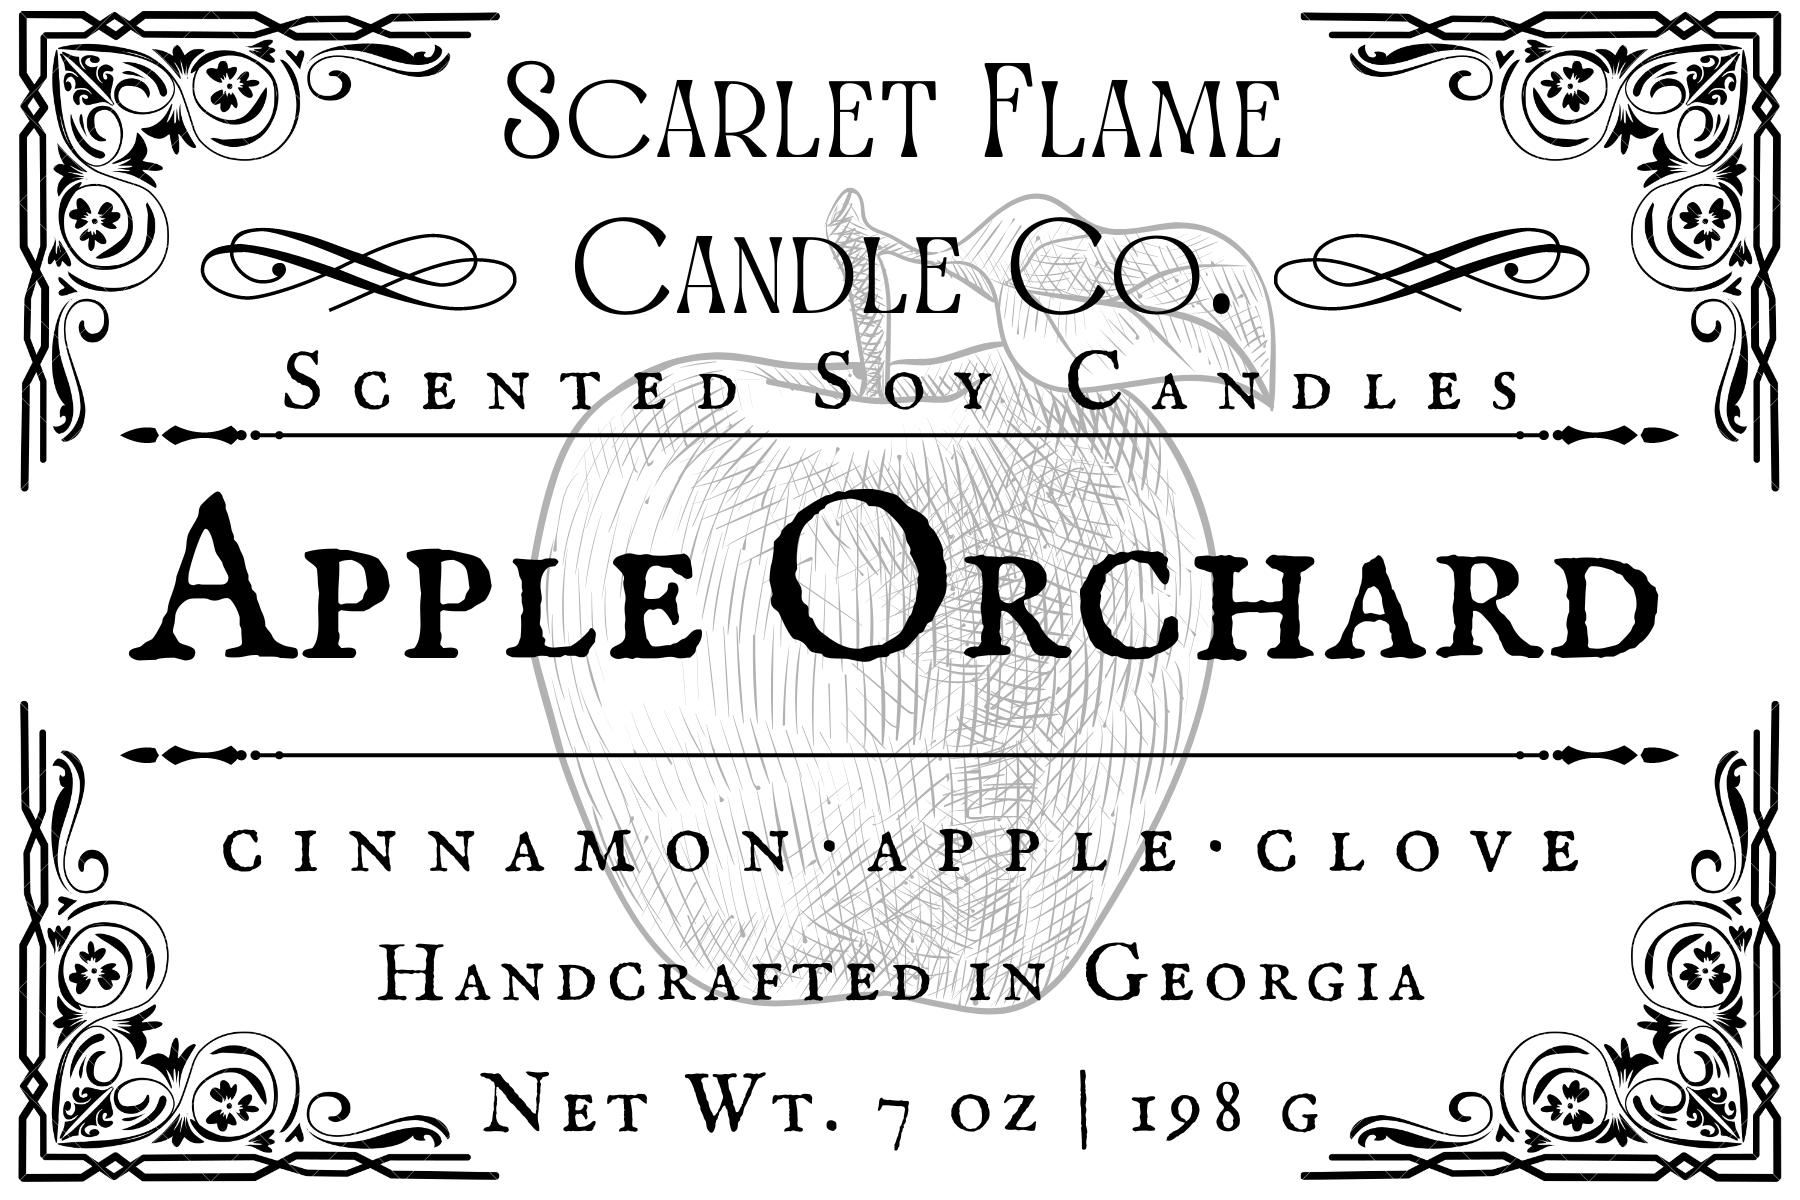 Scarlet Flame
Candle Co.
Scented Soy Candles
Apple Orchard
cinnamon·apple·clove
Handcrafted in Georgia
Net Wt. 7 oz | 198 g